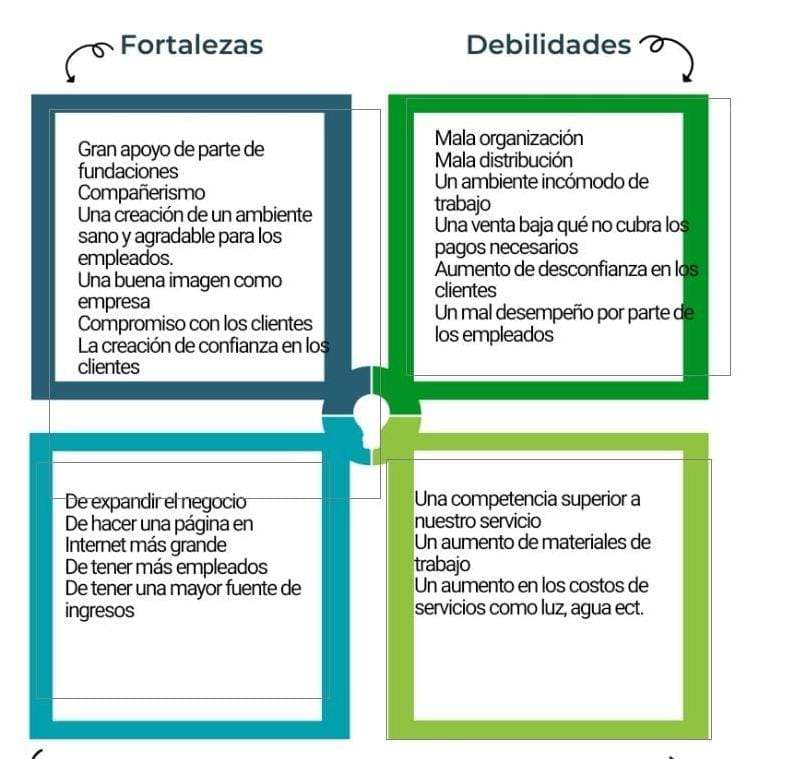 Fortalezas
Gran apoyo de parte de
fundaciones
Compañerismo
Una creación de un ambiente
sano y agradable para los
empleados.
Una buena imagen como
empresa
Compromiso con los clientes
La creación de confianza en los
clientes
Debilidades
Mala organización
Mala distribución
Un ambiente incómodo de
trabajo
Una venta baja qué no cubra los
pagos necesarios
Aumento de desconfianza en los
clientes
Un mal desempeño por parte de
los empleados
De expandir el negocio
De hacer una página en
Internet más grande
De tener más empleados
De tener una mayor fuente de
ingresos
Una competencia superior a
nuestro servicio
Un aumento de materiales de
trabajo
Un aumento en los costos de
servicios como luz, agua ect.